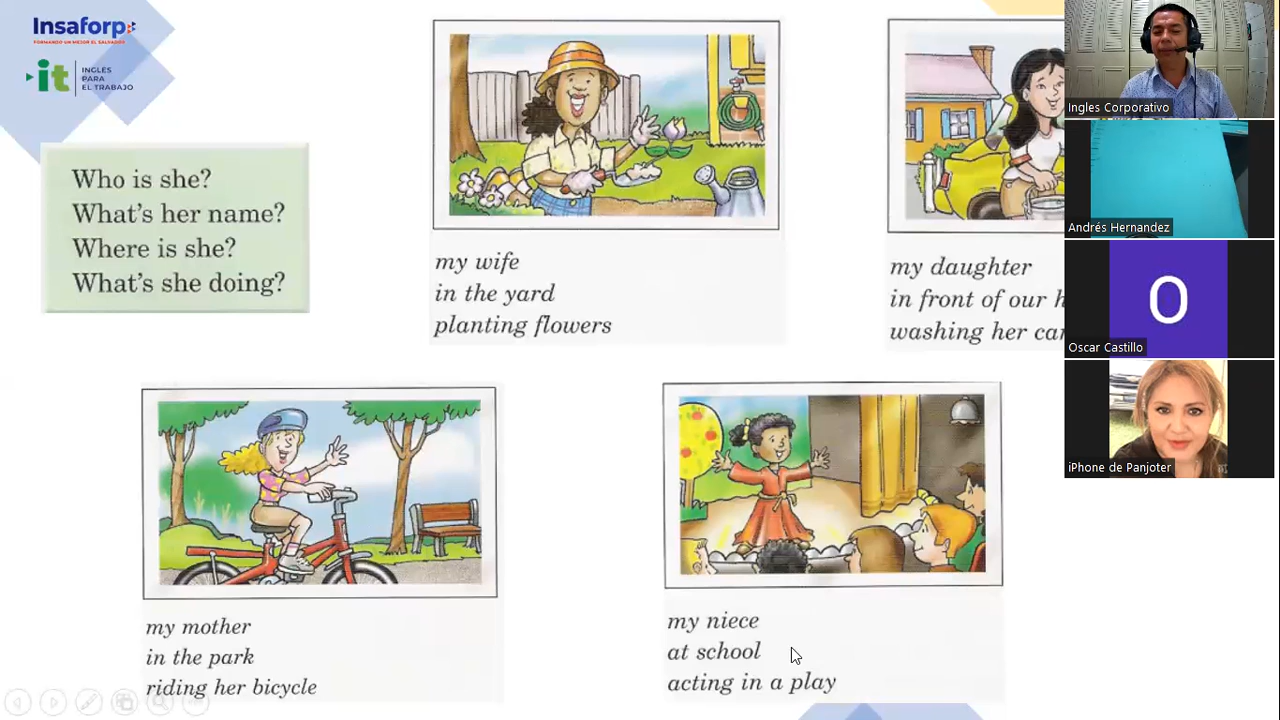 Insaforp
FORMANDO UN MEJOR EL SALVADOR
it
INGLES
PARA
EL TRABAJO
Who is she?
What's her name?
Where is she?
What's she doing?
my wife
in the yard
planting flowers
my daughter
in front of our h
washing her car
my mother
in the park
riding her bicycle
my niece
at school
acting in a play
Ingles Corporativo
Andrés Hernandez
O
Oscar Castillo
iPhone de Panjoter